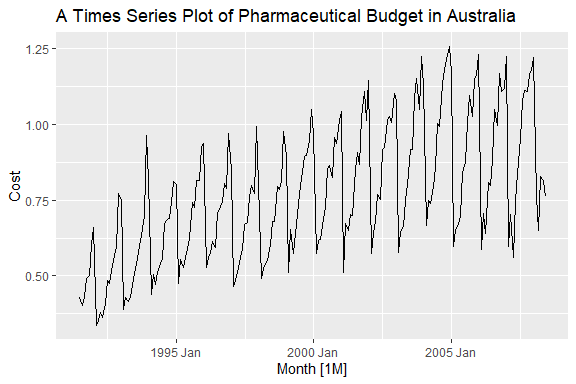 A Times Series Plot of Pharmaceutical Budget in Australia
1.25
1.00
0.75
0.50
Cost
1995 Jan
2000 Jan
2005 Jan
Month [1M]